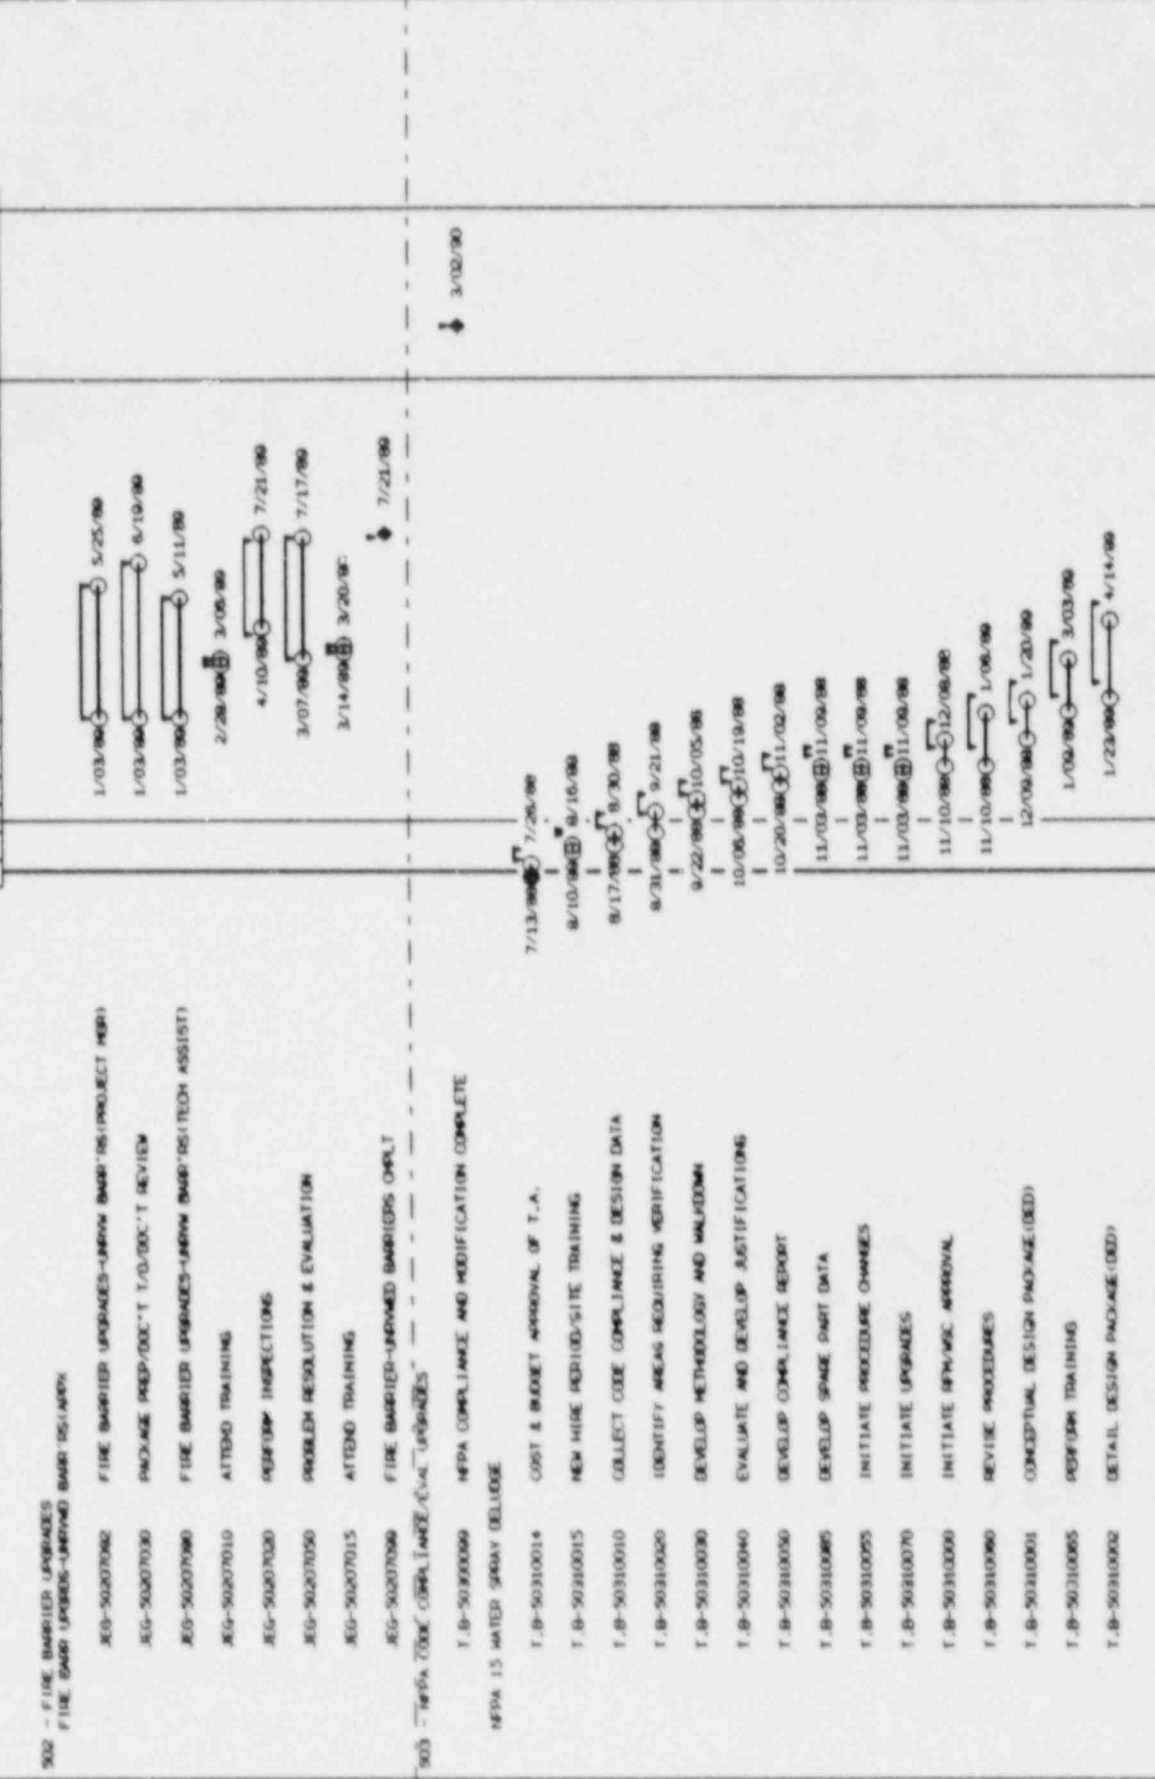 502 - FIRE BARRIER UPGRADES
FIRE BARR UPGRDS-UNRVWD BARR'RS(APPX
JEG-50207092 FIRE BARRIER UPGRADES-UNRVW BARR'RS(PROJECT MGR) 1/03/89 5/25/89
JEG-50207030 PACKAGE PREP/DOC'T T/O/DOC'T REVIEW 1/03/89 6/19/89
JEG-50207090 FIRE BARRIER UPGRADES-UNRVW BARR'RS(TECH ASSIST) 1/03/89 5/11/89
JEG-50207010 ATTEND TRAINING 2/28/89 3/06/89
JEG-50207020 PERFORM INSPECTIONS 4/10/89 7/21/89
JEG-50207050 PROBLEM RESOLUTION & EVALUATION 3/07/89 7/17/89
JEG-50207015 ATTEND TRAINING 3/14/89 3/20/
JEG-50207099 FIRE BARRIER-UNRVWED BARRIERS CMPLT 7/21/89
503 - NFPA CODE COMPLIANCE/EVAL UPGRADES
T.B-50300099 NFPA COMPLIANCE AND MODIFICATION COMPLETE 3/02/90
NFPA 15 WATER SPRAY DELUDGE
T.B-50310014 COST & BUDGET APPROVAL OF T.A. 7/13/88 7/26/88
T.B-50310015 NEW HIRE PERIOD/SITE TRAINING 8/10/88 8/16/88
T.B-50310010 COLLECT CODE COMPLIANCE & DESIGN DATA 8/17/88 8/30/88
T.B-50310020 IDENTIFY AREAS REQUIRING VERIFICATION 8/31/88 9/21/88
T.B-50310030 DEVELOP METHODOLOGY AND WALKDOWN 9/22/88 10/05/88
T.B-50310040 EVALUATE AND DEVELOP JUSTIFICATIONS 10/06/88 10/19/88
T.B-50310050 DEVELOP COMPLIANCE REPORT 10/20/88 11/02/88
T.B-50310085 DEVELOP SPARE PART DATA 11/03/88 11/09/88
T.B-50310055 INITIATE PROCEDURE CHANGES 11/03/88 11/09/88
T.B-50310070 INITIATE UPGRADES 11/03/88 11/09/88
T.B-50310000 INITIATE RFM/WSC APPROVAL 11/10/88 12/08/88
T.B-50310060 REVISE PROCEDURES 11/10/88 1/06/89
T.B-50310001 CONCEPTUAL DESIGN PACKAGE(DED) 12/09/88 1/20/89
T.B-50310065 PERFORM TRAINING 1/09/89 3/03/89
T.B-50310002 DETAIL DESIGN PACKAGE(DED) 1/23/89 4/14/89